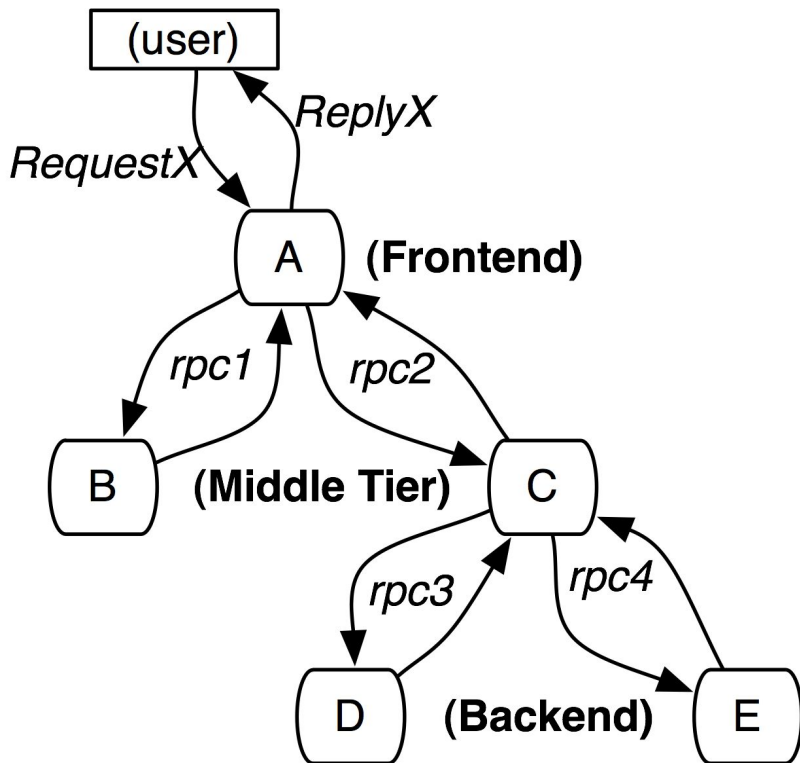 (user)
ReplyX
RequestX
A
(Frontend)
rpc1
rpc2
B
(Middle Tier)
C
rpc3
rpc4
D
(Backend)
E